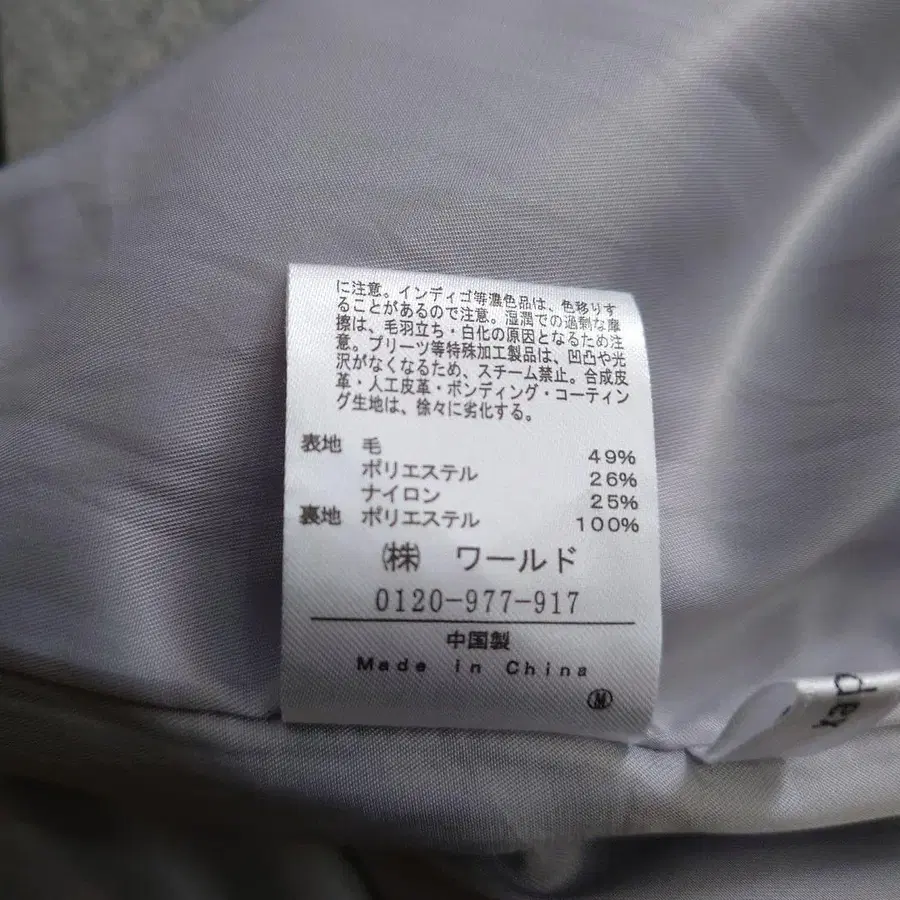 に注意。インディゴ等濃色品は、色移りす
ることがあるので注意。湿潤での過剰な摩
擦は、毛羽立ち・白化の原因となるため注
意。プリーツ等特殊加工製品は、凹凸や光
沢がなくなるため、スチーム禁止。合成皮
革・人工皮革・ボンディング・コーティン
グ生地は、徐々に劣化する。
表地 毛 49%
ポリエステル 26%
ナイロン 25%
裏地 ポリエステル 100%
㈱ ワールド
0120-977-917
中国製
Made in China
Ⓜ
dex